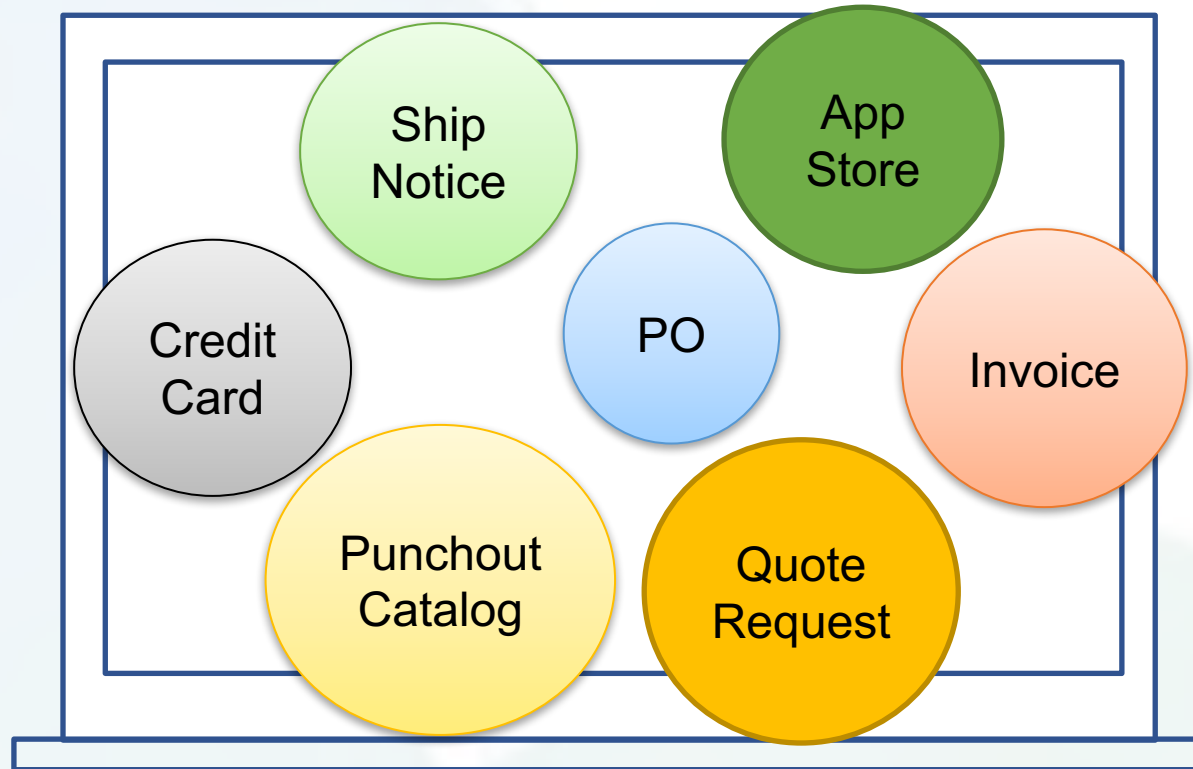 Ship
Notice
App
Store
Credit
Card
PO
Invoice
Punchout
Catalog
Quote
Request